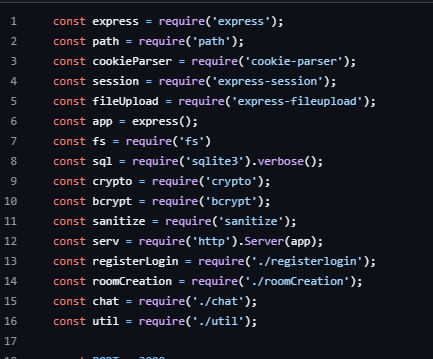 1 const express = require('express');
2 const path = require('path');
3 const cookieParser = require('cookie-parser');
4 const session = require('express-session');
5 const fileUpload = require('express-fileupload');
6 const app = express();
7 const fs = require('fs')
8 const sql = require('sqlite3').verbose();
9 const crypto = require('crypto');
10 const bcrypt = require('bcrypt');
11 const sanitize = require('sanitize');
12 const serv = require('http').Server(app);
13 const registerLogin = require('./registerlogin');
14 const roomCreation = require('./roomCreation');
15 const chat = require('./chat');
16 const util = require('./util');
17